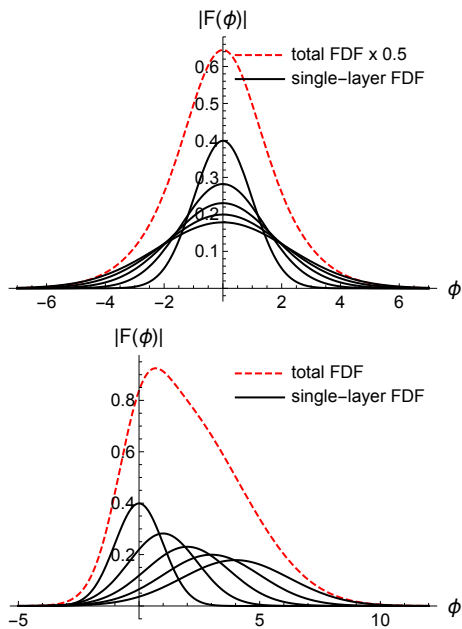 |F(ϕ)|
total FDF x 0.5
single−layer FDF
0.6
0.5
0.4
0.3
0.2
0.1
−6 −4 −2 0 2 4 6 ϕ
|F(ϕ)|
total FDF
single−layer FDF
0.8
0.6
0.4
0.2
−5 0 5 10 ϕ